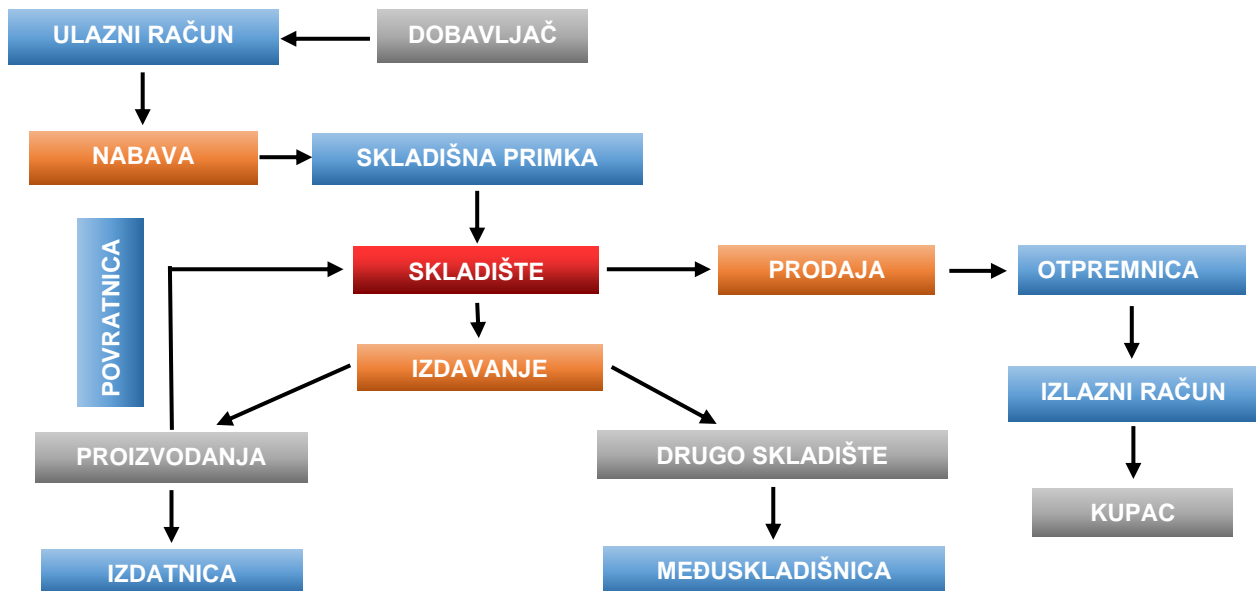 ULAZNI RAČUN
DOBAVLJAČ
NABAVA
SKLADIŠNA PRIMKA
POVRATNICA
SKLADIŠTE
PRODAJA
OTPREMNICA
IZDAVANJE
IZLAZNI RAČUN
PROIZVODANJA
DRUGO SKLADIŠTE
KUPAC
IZDATNICA
MEĐUSKLADIŠNICA